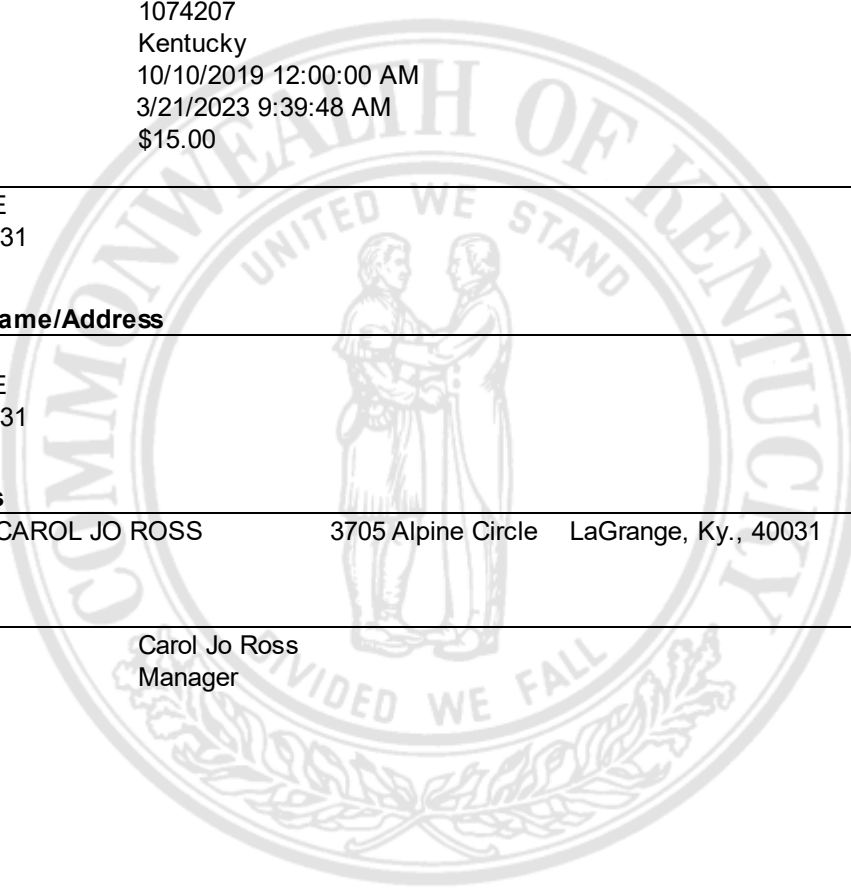 1074207
Kentucky
10/10/2019 12:00:00 AM
3/21/2023 9:39:48 AM
$15.00
E
31
ame/Address
E
31
s
CAROL JO ROSS 3705 Alpine Circle LaGrange, Ky., 40031
Carol Jo Ross
Manager
COMMONWEALTH OF KENTUCKY
UNITED WE STAND
DIVIDED WE FALL